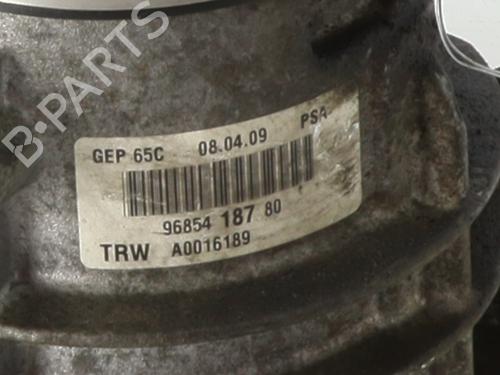 B-PARTS
GEP 65C 08.04.09 PSA
96854 187 80
TRW A0016189